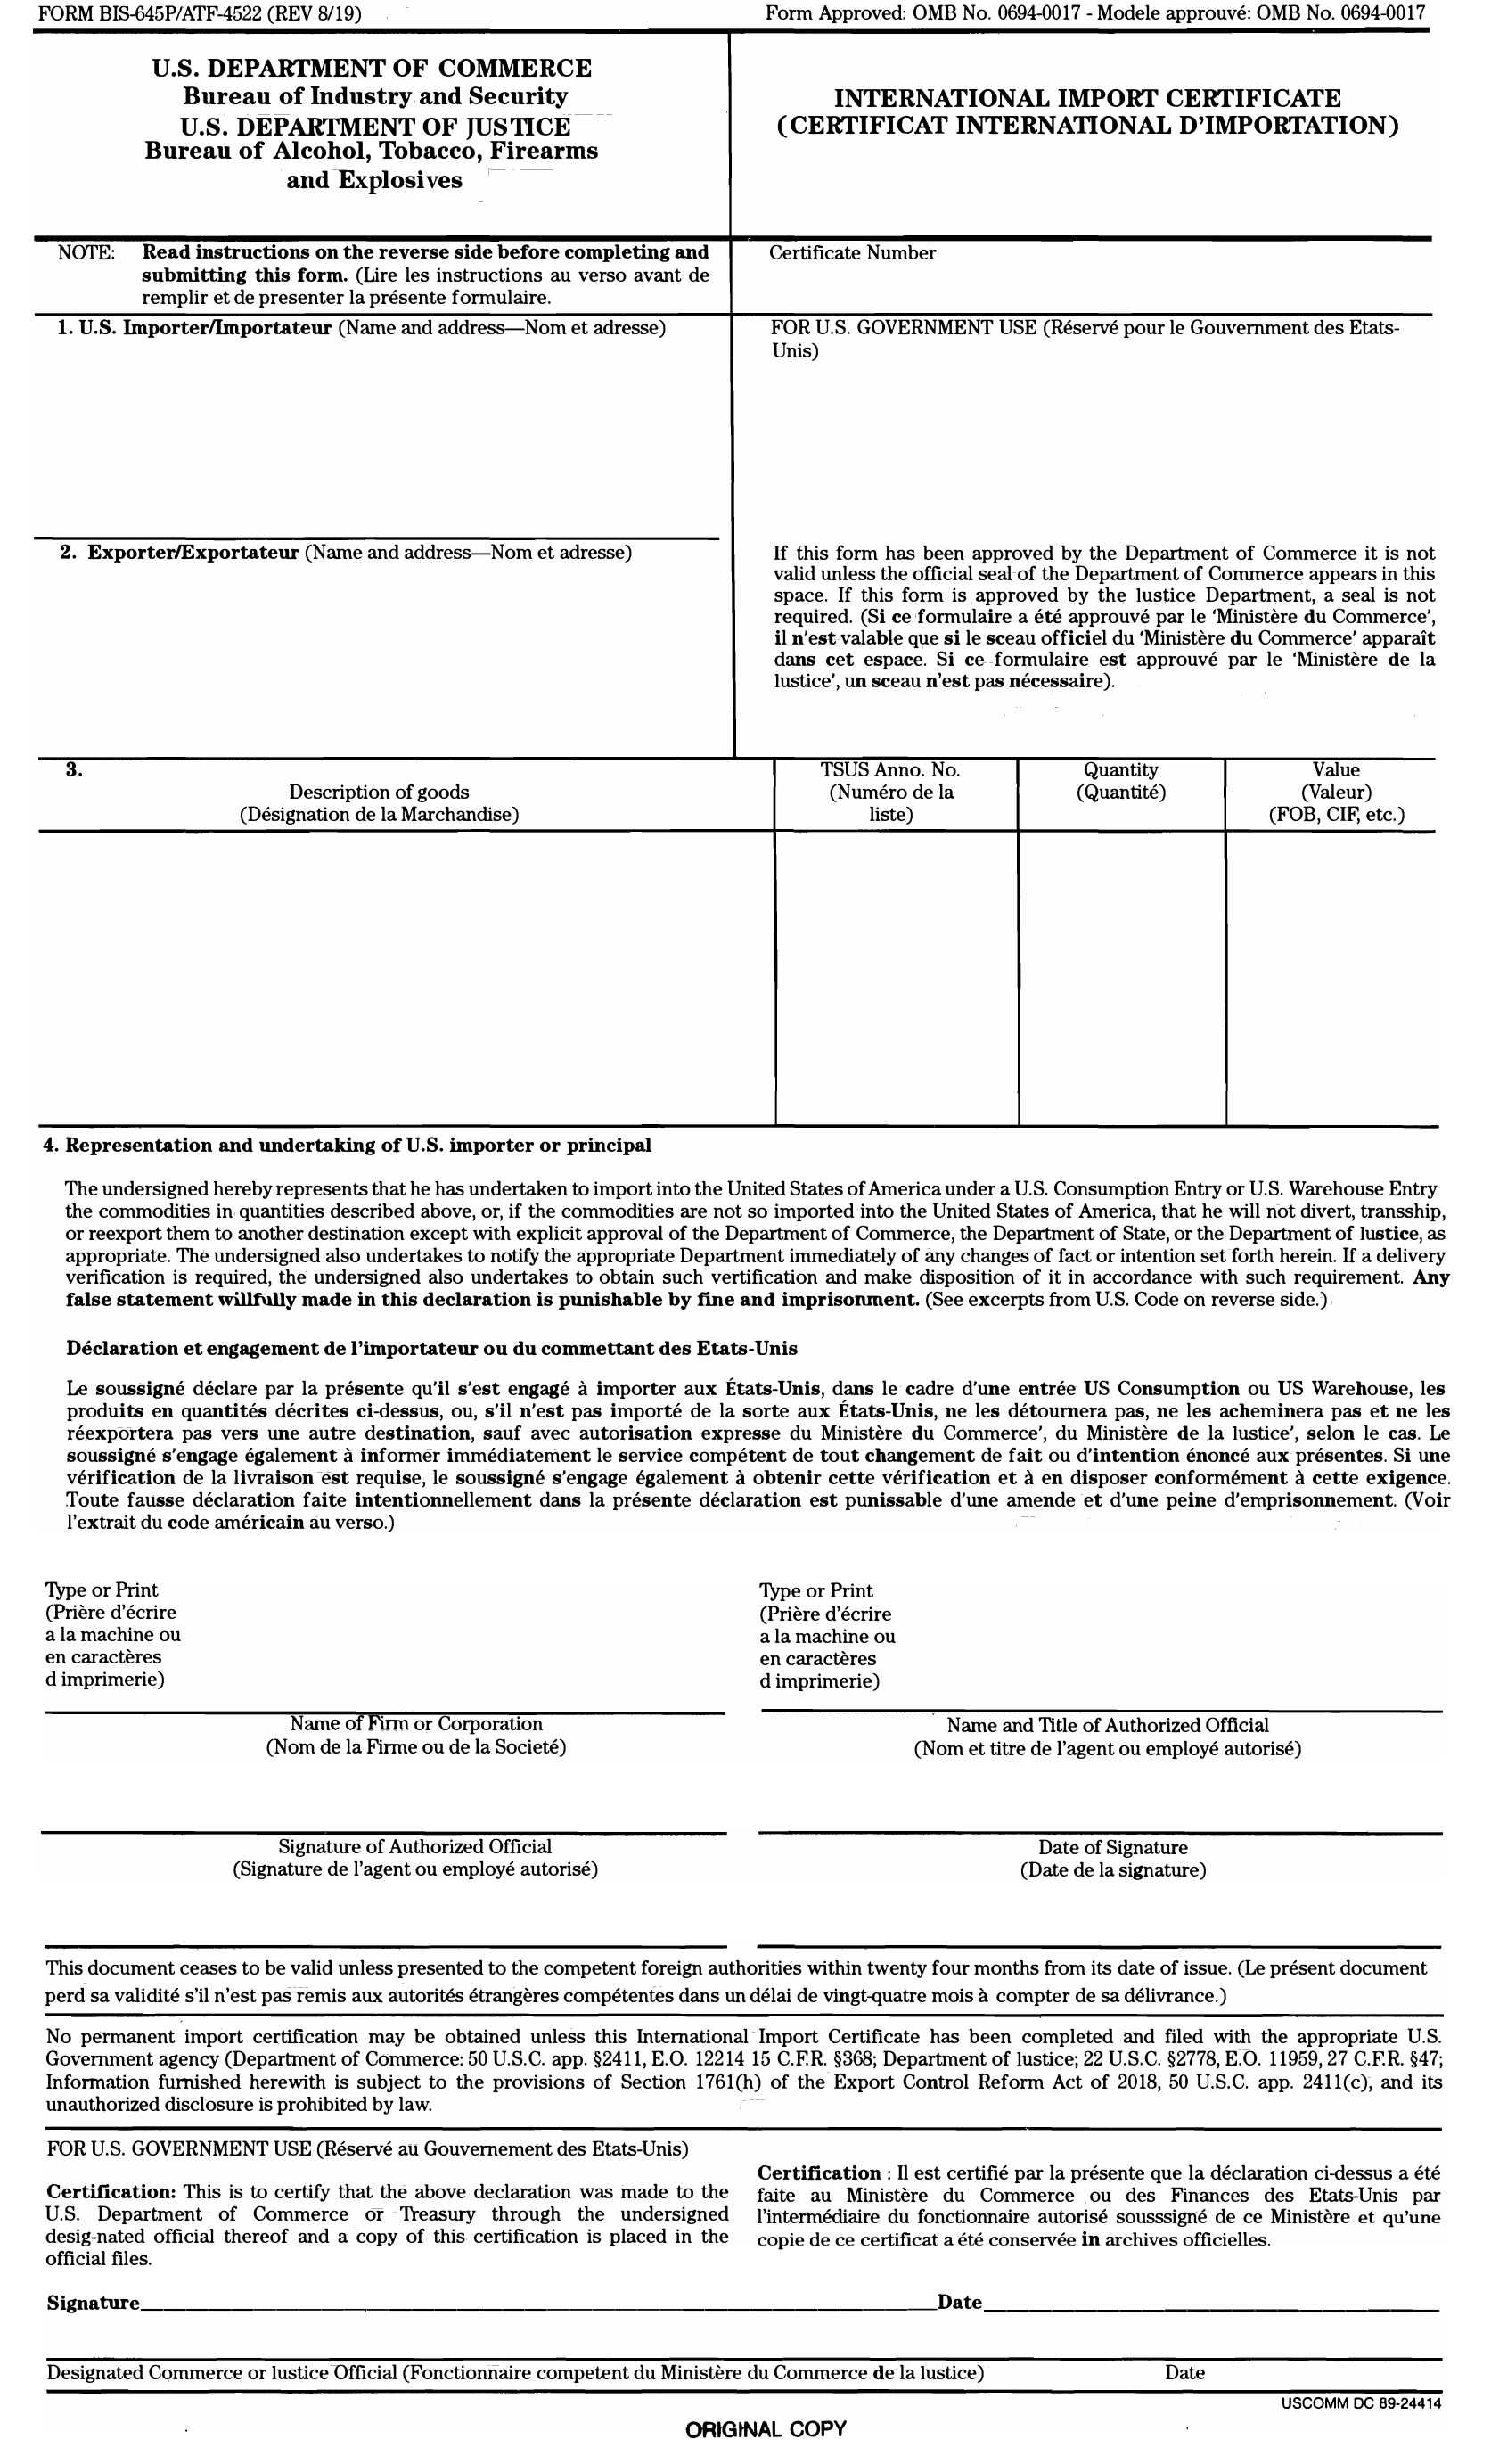 FORM BIS-645P/ATF-4522 (REV 8/19)
Form Approved: OMB No. 0694-0017 - Modele approuvé: OMB No. 0694-0017
U.S. DEPARTMENT OF COMMERCE
Bureau of Industry and Security
U.S. DEPARTMENT OF JUSTICE
Bureau of Alcohol, Tobacco, Firearms
and Explosives
INTERNATIONAL IMPORT CERTIFICATE
(CERTIFICAT INTERNATIONAL D'IMPORTATION)
NOTE: Read instructions on the reverse side before completing and
submitting this form. (Lire les instructions au verso avant de
remplir et de presenter la présente formulaire.
Certificate Number
1. U.S. Importer/Importateur (Name and address—Nom et adresse)
FOR U.S. GOVERNMENT USE (Réservé pour le Gouvernment des Etats-
Unis)
2. Exporter/Exportateur (Name and address—Nom et adresse)
If this form has been approved by the Department of Commerce it is not
valid unless the official seal of the Department of Commerce appears in this
space. If this form is approved by the lustice Department, a seal is not
required. (Si ce formulaire a été approuvé par le ‘Ministère du Commerce’,
il n'est valable que si le sceau officiel du ‘Ministère du Commerce’ apparaît
dans cet espace. Si ce formulaire est approuvé par le ‘Ministère de la
lustice’, un sceau n'est pas nécessaire).
3.
Description of goods
(Désignation de la Marchandise)
TSUS Anno. No.
(Numéro de la
liste)
Quantity
(Quantité)
Value
(Valeur)
(FOB, CIF, etc.)
4. Representation and undertaking of U.S. importer or principal
The undersigned hereby represents that he has undertaken to import into the United States of America under a U.S. Consumption Entry or U.S. Warehouse Entry
the commodities in quantities described above, or, if the commodities are not so imported into the United States of America, that he will not divert, transship,
or reexport them to another destination except with explicit approval of the Department of Commerce, the Department of State, or the Department of lustice, as
appropriate. The undersigned also undertakes to notify the appropriate Department immediately of any changes of fact or intention set forth herein. If a delivery
verification is required, the undersigned also undertakes to obtain such vertification and make disposition of it in accordance with such requirement. Any
false statement willfully made in this declaration is punishable by fine and imprisonment. (See excerpts from U.S. Code on reverse side.)
Déclaration et engagement de l'importateur ou du commettant des Etats-Unis
Le soussigné déclare par la présente qu'il s'est engagé à importer aux États-Unis, dans le cadre d'une entrée US Consumption ou US Warehouse, les
produits en quantités décrites ci-dessus, ou, s'il n'est pas importé de la sorte aux États-Unis, ne les détournera pas, ne les acheminera pas et ne les
réexportera pas vers une autre destination, sauf avec autorisation expresse du Ministère du Commerce’, du Ministère de la lustice’, selon le cas. Le
soussigné s'engage également à informer immédiatement le service compétent de tout changement de fait ou d'intention énoncé aux présentes. Si une
vérification de la livraison est requise, le soussigné s'engage également à obtenir cette vérification et à en disposer conformément à cette exigence.
Toute fausse déclaration faite intentionnellement dans la présente déclaration est punissable d'une amende et d'une peine d'emprisonnement. (Voir
l'extrait du code américain au verso.)
Type or Print
(Prière d'écrire
a la machine ou
en caractères
d imprimerie)
Type or Print
(Prière d'écrire
a la machine ou
en caractères
d imprimerie)
Name of Firm or Corporation
(Nom de la Firme ou de la Societé)
Name and Title of Authorized Official
(Nom et titre de l'agent ou employé autorisé)
Signature of Authorized Official
(Signature de l'agent ou employé autorisé)
Date of Signature
(Date de la signature)
This document ceases to be valid unless presented to the competent foreign authorities within twenty four months from its date of issue. (Le présent document
perd sa validité s'il n'est pas remis aux autorités étrangères compétentes dans un délai de vingt-quatre mois à compter de sa délivrance.)
No permanent import certification may be obtained unless this International Import Certificate has been completed and filed with the appropriate U.S.
Government agency (Department of Commerce: 50 U.S.C. app. §2411, E.O. 12214 15 C.F.R. §368; Department of lustice; 22 U.S.C. §2778, E.O. 11959, 27 C.F.R. §47;
Information furnished herewith is subject to the provisions of Section 1761(h) of the Export Control Reform Act of 2018, 50 U.S.C. app. 2411(c), and its
unauthorized disclosure is prohibited by law.
FOR U.S. GOVERNMENT USE (Réservé au Gouvernement des Etats-Unis)
Certification: This is to certify that the above declaration was made to the
U.S. Department of Commerce or Treasury through the undersigned
desig-nated official thereof and a copy of this certification is placed in the
official files.
Certification : Il est certifié par la présente que la déclaration ci-dessus a été
faite au Ministère du Commerce ou des Finances des Etats-Unis par
l'intermédiaire du fonctionnaire autorisé sousssigné de ce Ministère et qu'une
copie de ce certificat a été conservée in archives officielles.
Signature Date
Designated Commerce or lustice Official (Fonctionnaire competent du Ministère du Commerce de la lustice) Date
USCOMM DC 89-24414
ORIGINAL COPY